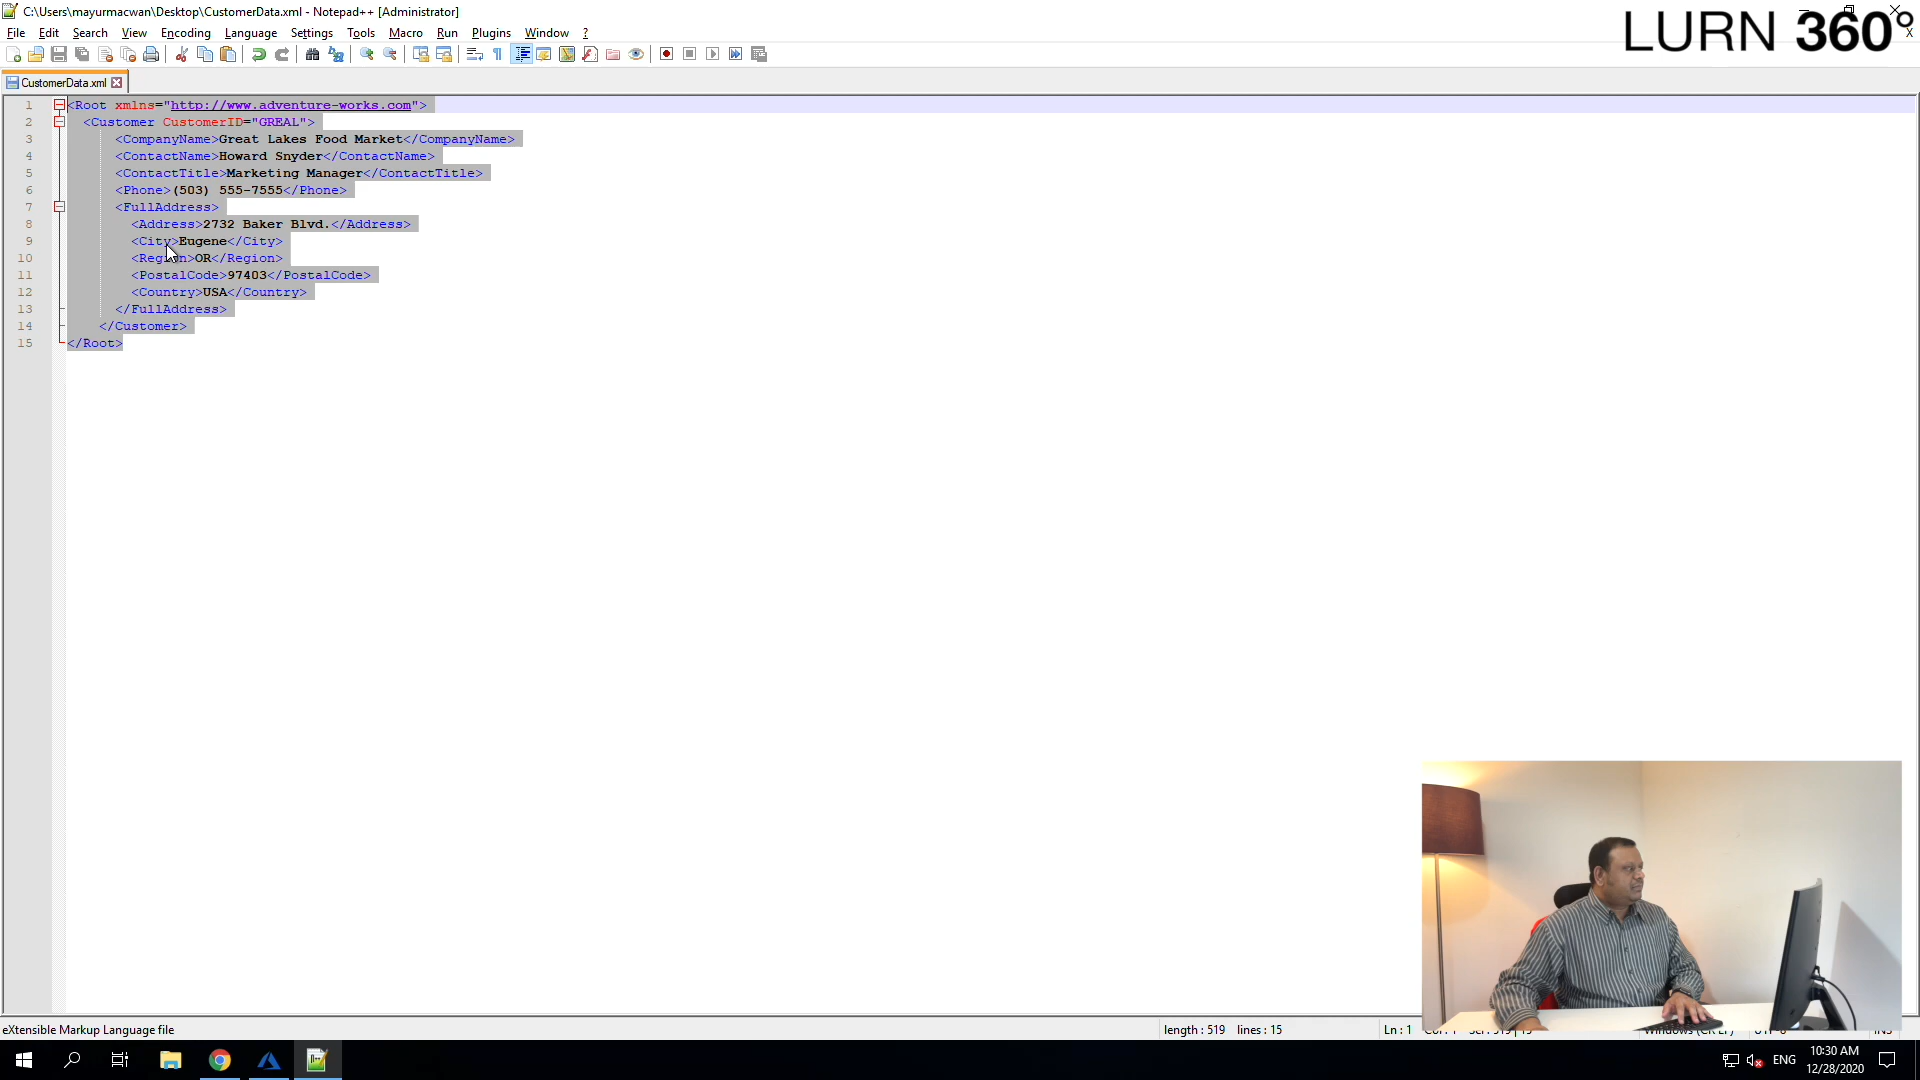 C:\Users\mayurmacwan\Desktop\CustomerData.xml - Notepad++ [Administrator]
LURN 360°
File Edit Search View Encoding Language Settings Tools Macro Run Plugins Window ?
X
CustomerData.xml
1 <Root xmlns="http://www.adventure-works.com">
2 <Customer CustomerID="GREAL">
3 <CompanyName>Great Lakes Food Market</CompanyName>
4 <ContactName>Howard Snyder</ContactName>
5 <ContactTitle>Marketing Manager</ContactTitle>
6 <Phone>(503) 555-7555</Phone>
7 <FullAddress>
8 <Address>2732 Baker Blvd.</Address>
9 <City>Eugene</City>
10 <Region>OR</Region>
11 <PostalCode>97403</PostalCode>
12 <Country>USA</Country>
13 </FullAddress>
14 </Customer>
15 </Root>
eXtensible Markup Language file
length : 519 lines : 15
Ln : 1
ENG
10:30 AM
12/28/2020